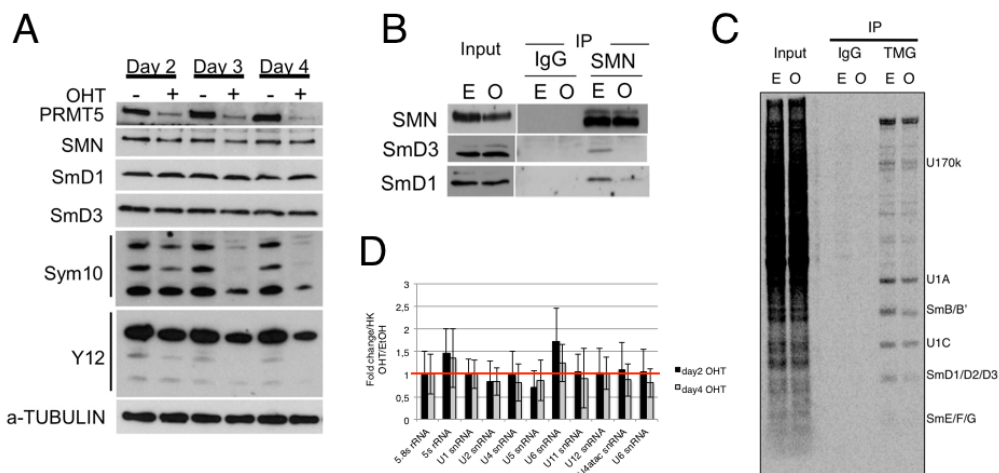 A
Day 2 Day 3 Day 4
OHT - + - + - +
PRMT5
SMN
SmD1
SmD3
Sym10
Y12
a-TUBULIN
B
IP
Input IgG SMN
E O E O E O
SMN
SmD3
SmD1
C
IP
Input IgG TMG
E O E O E O
U170k
U1A
SmB/B'
U1C
SmD1/D2/D3
SmE/F/G
D
Fold change/HK
OHT/EtOH
3
2,5
2
1,5
1
0,5
0
5.8s rRNA
5s rRNA
U1 snRNA
U2 snRNA
U4 snRNA
U5 snRNA
U6 snRNA
U11 snRNA
U12 snRNA
U4atac snRNA
U6 snRNA
day2 OHT
day4 OHT